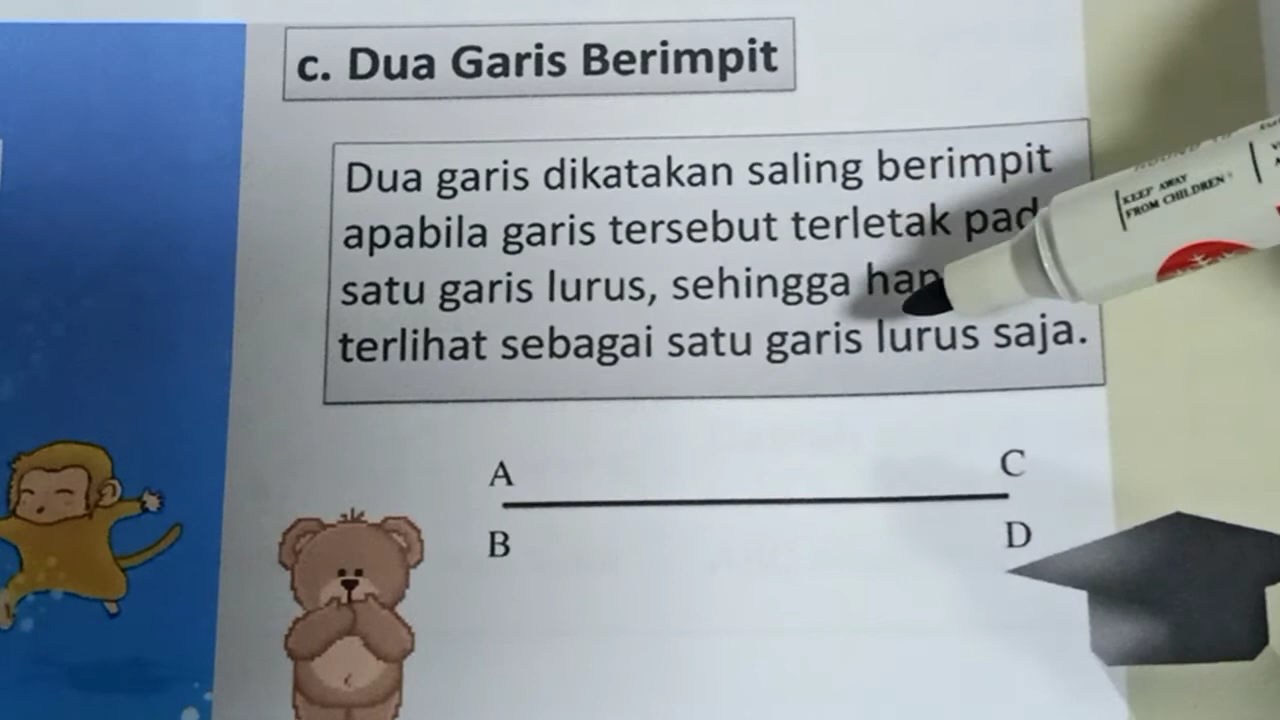 c. Dua Garis Berimpit
Dua garis dikatakan saling berimpit
apabila garis tersebut terletak pad
satu garis lurus, sehingga han
terlihat sebagai satu garis lurus saja.
A C
B D
KEEP AWAY
FROM CHILDREN